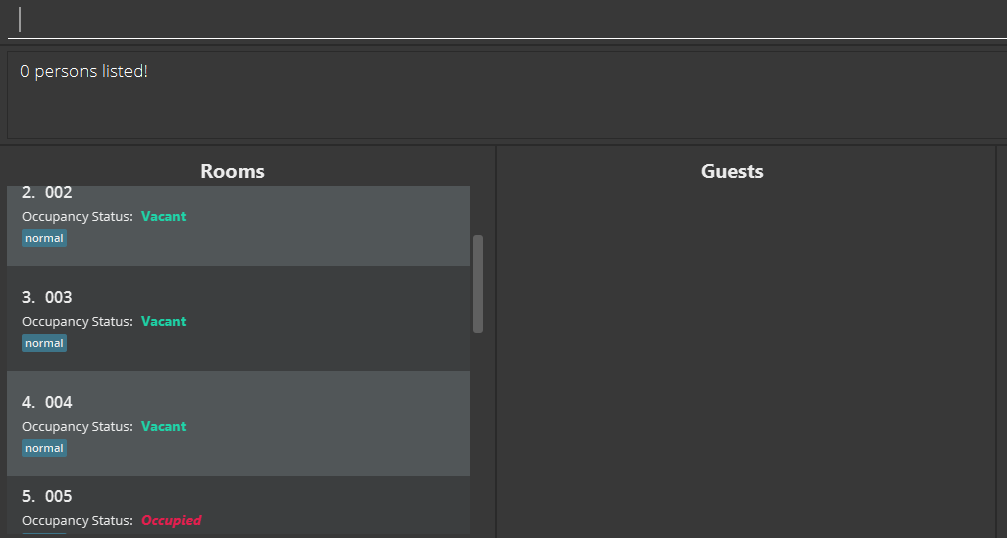 0 persons listed!
Rooms
Guests
2. 002
Occupancy Status: Vacant
normal
3. 003
Occupancy Status: Vacant
normal
4. 004
Occupancy Status: Vacant
normal
5. 005
Occupancy Status: Occupied